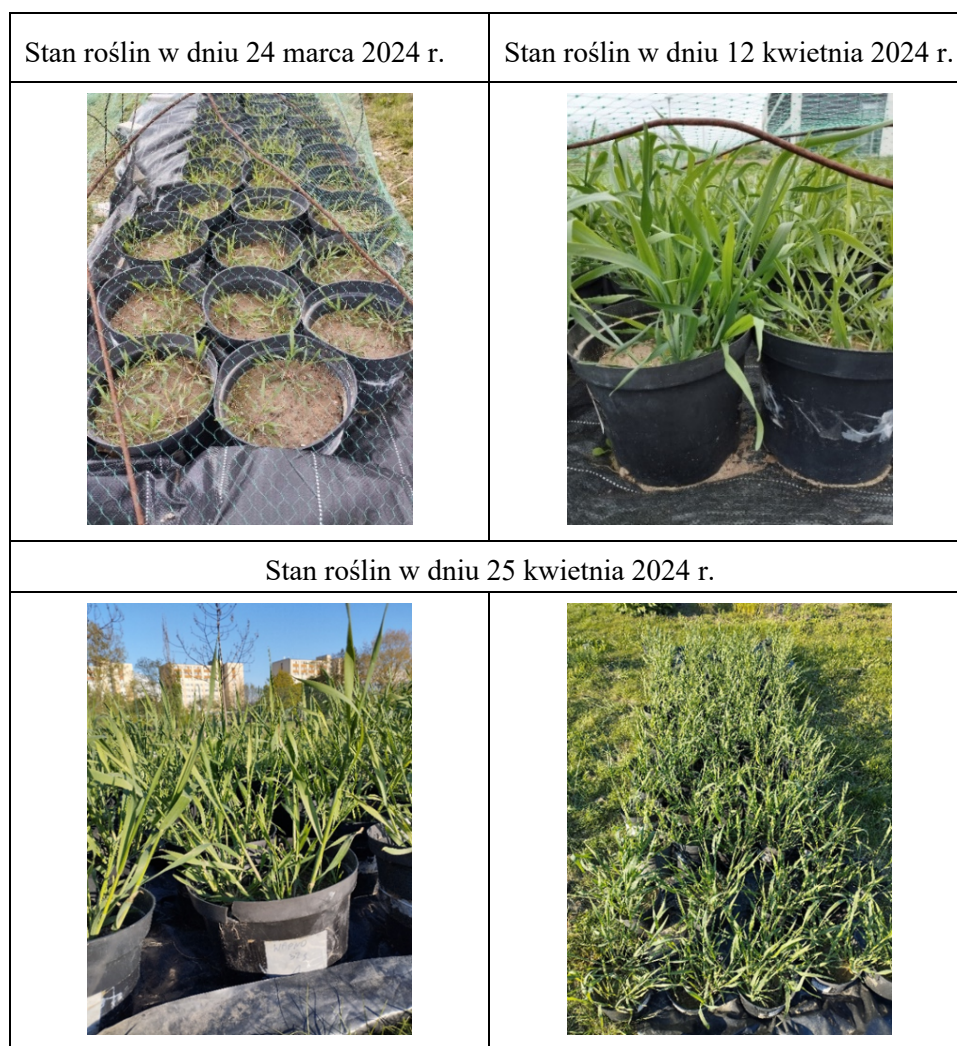 Stan roślin w dniu 24 marca 2024 r.
Stan roślin w dniu 12 kwietnia 2024 r.
Stan roślin w dniu 25 kwietnia 2024 r.